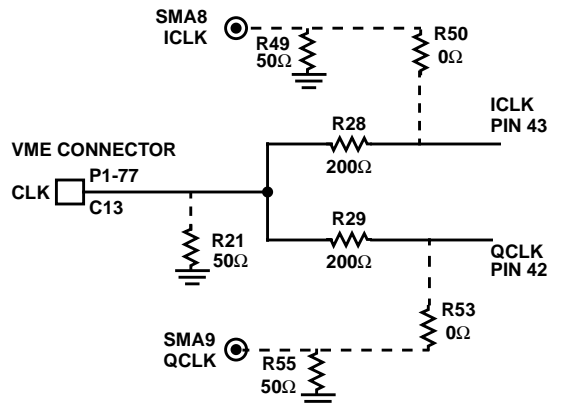 SMA8
ICLK
R49
50Ω
R50
0Ω
ICLK
PIN 43
R28
200Ω
VME CONNECTOR
CLK
P1-77
C13
R21
50Ω
R29
200Ω
QCLK
PIN 42
R53
0Ω
SMA9
QCLK
R55
50Ω